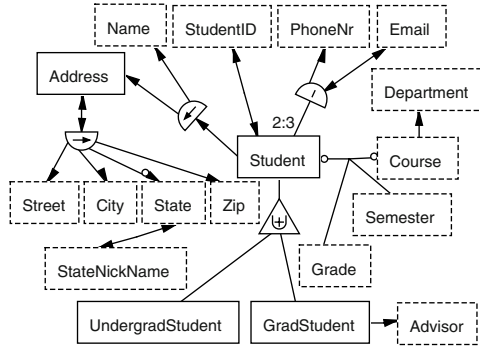 Name
StudentID
PhoneNr
Email
Address
Department
2:3
Student
Course
Street
City
State
Zip
Semester
StateNickName
Grade
UndergradStudent
GradStudent
Advisor